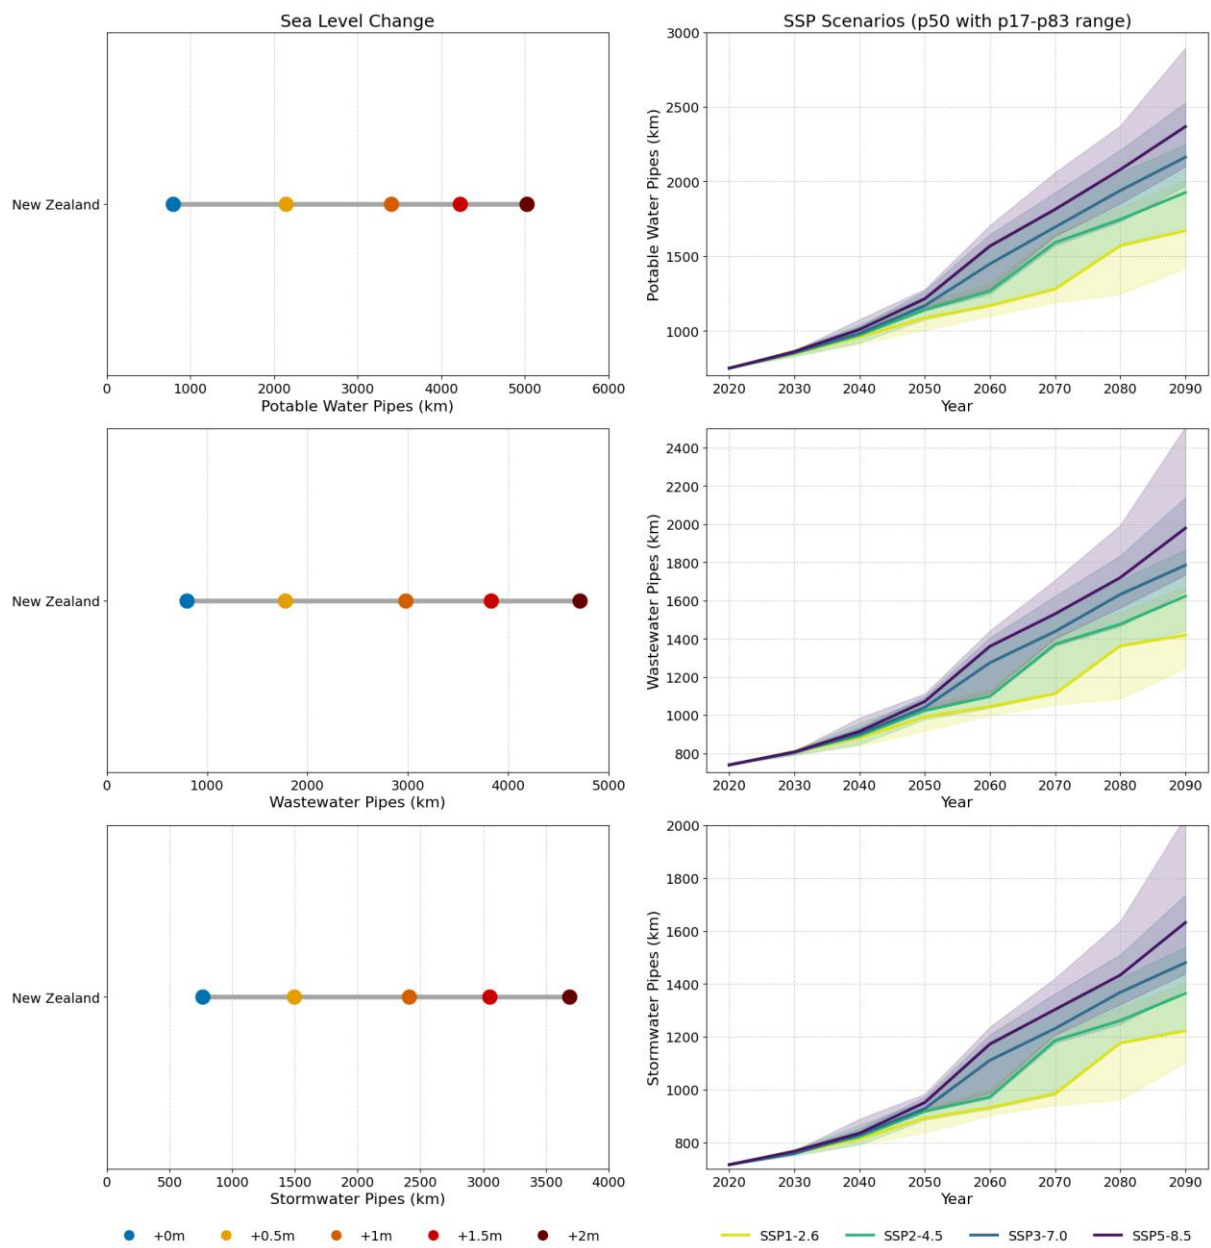 Sea Level Change
New Zealand
0 1000 2000 3000 4000 5000 6000
Potable Water Pipes (km)
SSP Scenarios (p50 with p17-p83 range)
3000
2500
2000
1500
1000
Potable Water Pipes (km)
2020 2030 2040 2050 2060 2070 2080 2090
Year
New Zealand
0 1000 2000 3000 4000 5000
Wastewater Pipes (km)
2400
2200
2000
1800
1600
1400
1200
1000
800
Wastewater Pipes (km)
2020 2030 2040 2050 2060 2070 2080 2090
Year
New Zealand
0 500 1000 1500 2000 2500 3000 3500 4000
Stormwater Pipes (km)
2000
1800
1600
1400
1200
1000
800
Stormwater Pipes (km)
2020 2030 2040 2050 2060 2070 2080 2090
Year
+0m +0.5m +1m +1.5m +2m
SSP1-2.6 SSP2-4.5 SSP3-7.0 SSP5-8.5